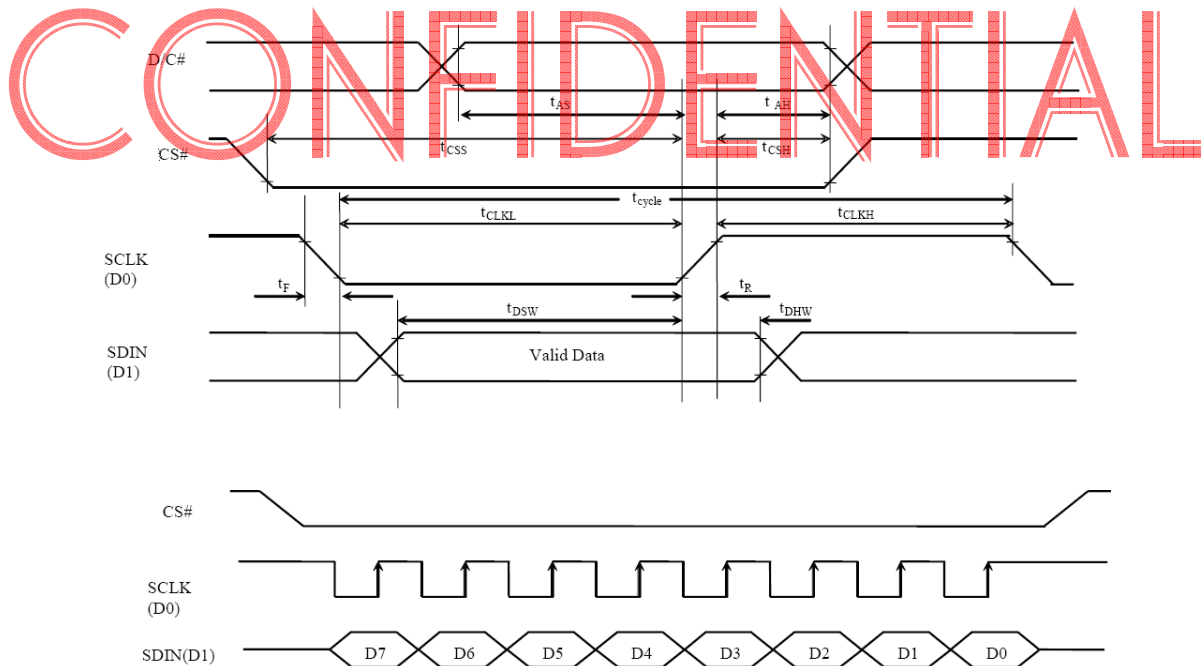 CONFIDENTIAL
D/C#
tAS
tAH
CS#
tCSS
tCSH
tcycle
tCLKL
tCLKH
SCLK
(D0)
tF
tR
tDSW
tDHW
SDIN
(D1)
Valid Data
CS#
SCLK
(D0)
SDIN(D1)
D7 D6 D5 D4 D3 D2 D1 D0